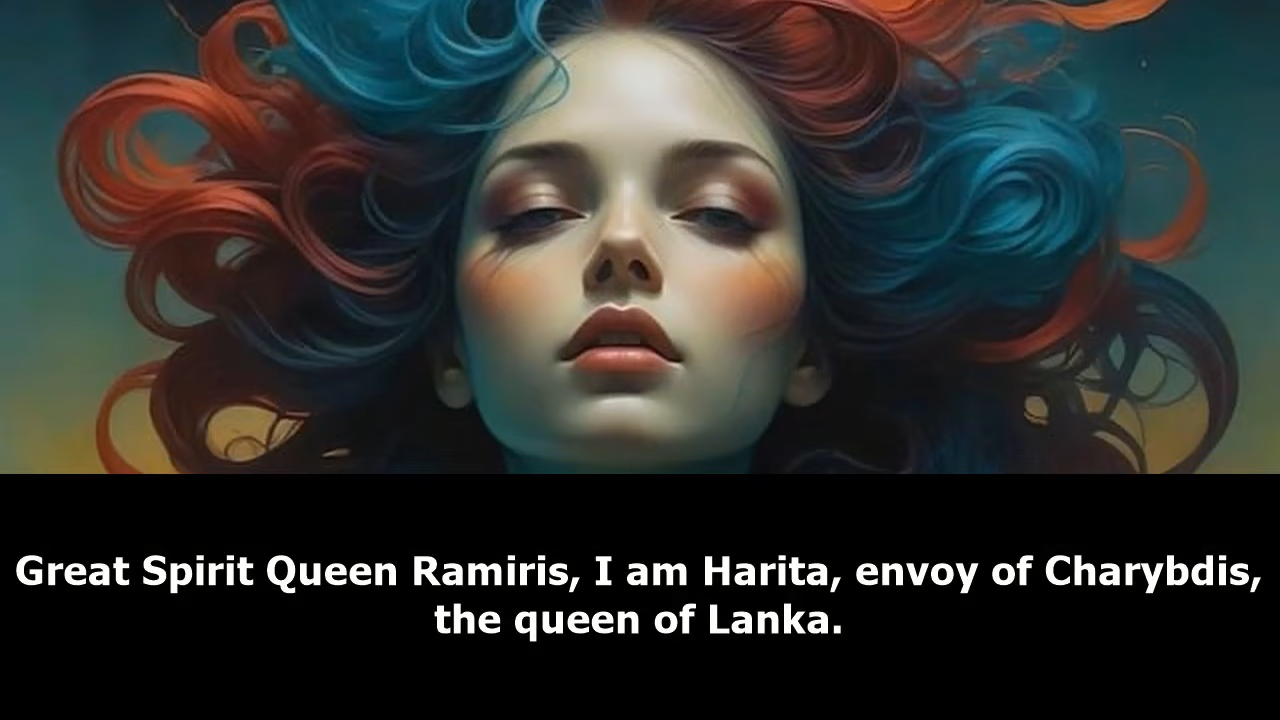 Great Spirit Queen Ramiris, I am Harita, envoy of Charybdis,
the queen of Lanka.